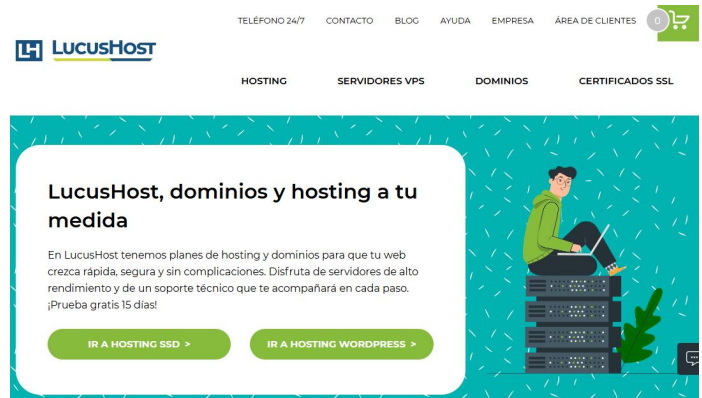 TELÉFONO 24/7 CONTACTO BLOG AYUDA EMPRESA ÁREA DE CLIENTES 0
LH LucusHost
HOSTING SERVIDORES VPS DOMINIOS CERTIFICADOS SSL
LucusHost, dominios y hosting a tu
medida
En LucusHost tenemos planes de hosting y dominios para que tu web
crezca rápida, segura y sin complicaciones. Disfruta de servidores de alto
rendimiento y de un soporte técnico que te acompañará en cada paso.
¡Prueba gratis 15 días!
IR A HOSTING SSD > IR A HOSTING WORDPRESS >